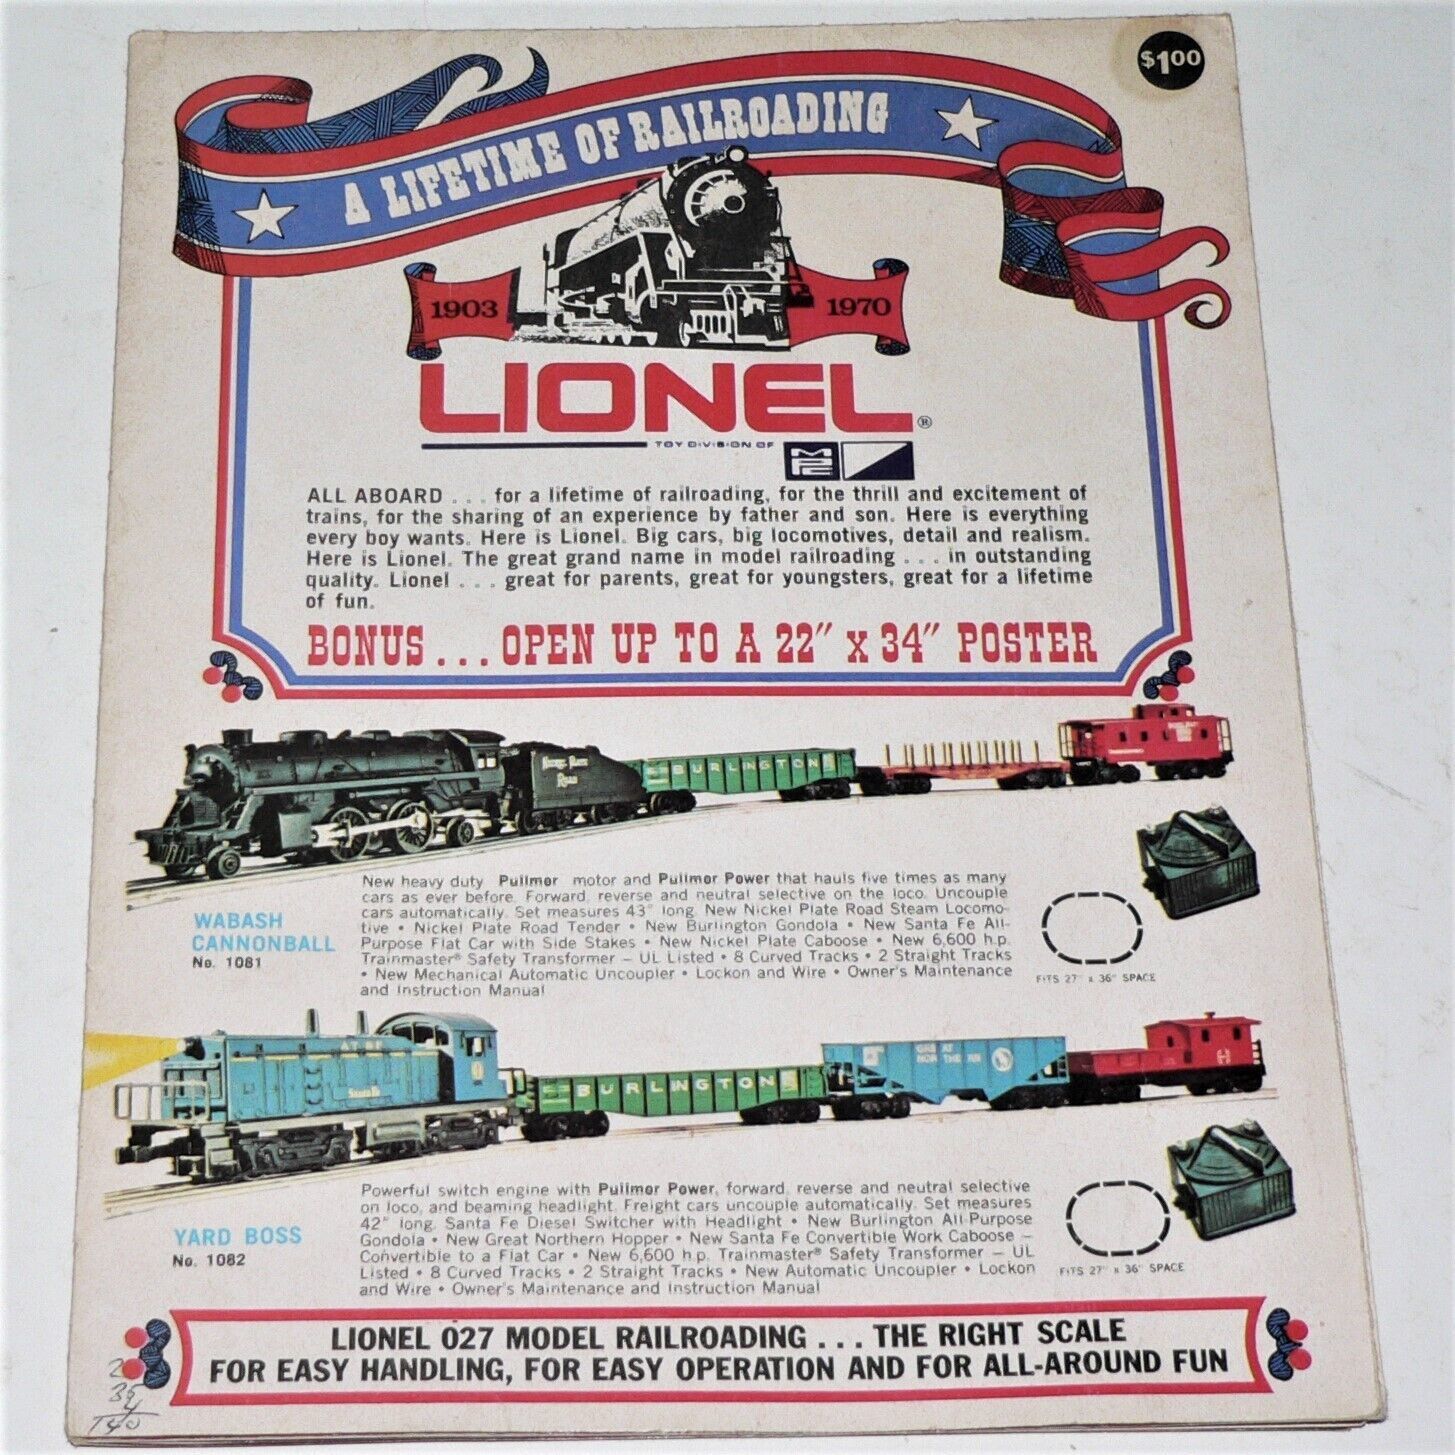 $1.00
A LIFETIME OF RAILROADING
1903 1970
LIONEL®
TOY DIVISION OF MPC
ALL ABOARD . . . for a lifetime of railroading, for the thrill and excitement of
trains, for the sharing of an experience by father and son. Here is everything
every boy wants. Here is Lionel. Big cars, big locomotives, detail and realism.
Here is Lionel. The great grand name in model railroading . . . in outstanding
quality. Lionel . . . great for parents, great for youngsters, great for a lifetime
of fun.
BONUS . . . OPEN UP TO A 22" x 34" POSTER
NICKEL PLATE
ROAD
BURLINGTON
WABASH
CANNONBALL
No. 1081
New heavy duty Pullmor motor and Pullmor Power that hauls five times as many
cars as ever before. Forward, reverse and neutral selective on the loco. Uncouple
cars automatically. Set measures 43" long. New Nickel Plate Road Steam Locomo-
tive • Nickel Plate Road Tender • New Burlington Gondola • New Santa Fe All-
Purpose Flat Car with Side Stakes • New Nickel Plate Caboose • New 6,600 h.p.
Trainmaster® Safety Transformer – UL Listed • 8 Curved Tracks • 2 Straight Tracks
• New Mechanical Automatic Uncoupler • Lockon and Wire • Owner's Maintenance
and Instruction Manual
FITS 27" x 36" SPACE
AT & SF
Santa Fe
BURLINGTON
GREAT
NORTHERN
YARD BOSS
No. 1082
Powerful switch engine with Pullmor Power, forward, reverse and neutral selective
on loco, and beaming headlight. Freight cars uncouple automatically. Set measures
42" long. Santa Fe Diesel Switcher with Headlight • New Burlington All-Purpose
Gondola • New Great Northern Hopper • New Santa Fe Convertible Work Caboose –
Convertible to a Flat Car • New 6,600 h.p. Trainmaster® Safety Transformer – UL
Listed • 8 Curved Tracks • 2 Straight Tracks • New Automatic Uncoupler • Lockon
and Wire • Owner's Maintenance and Instruction Manual
FITS 27" x 36" SPACE
LIONEL 027 MODEL RAILROADING . . . THE RIGHT SCALE
FOR EASY HANDLING, FOR EASY OPERATION AND FOR ALL-AROUND FUN